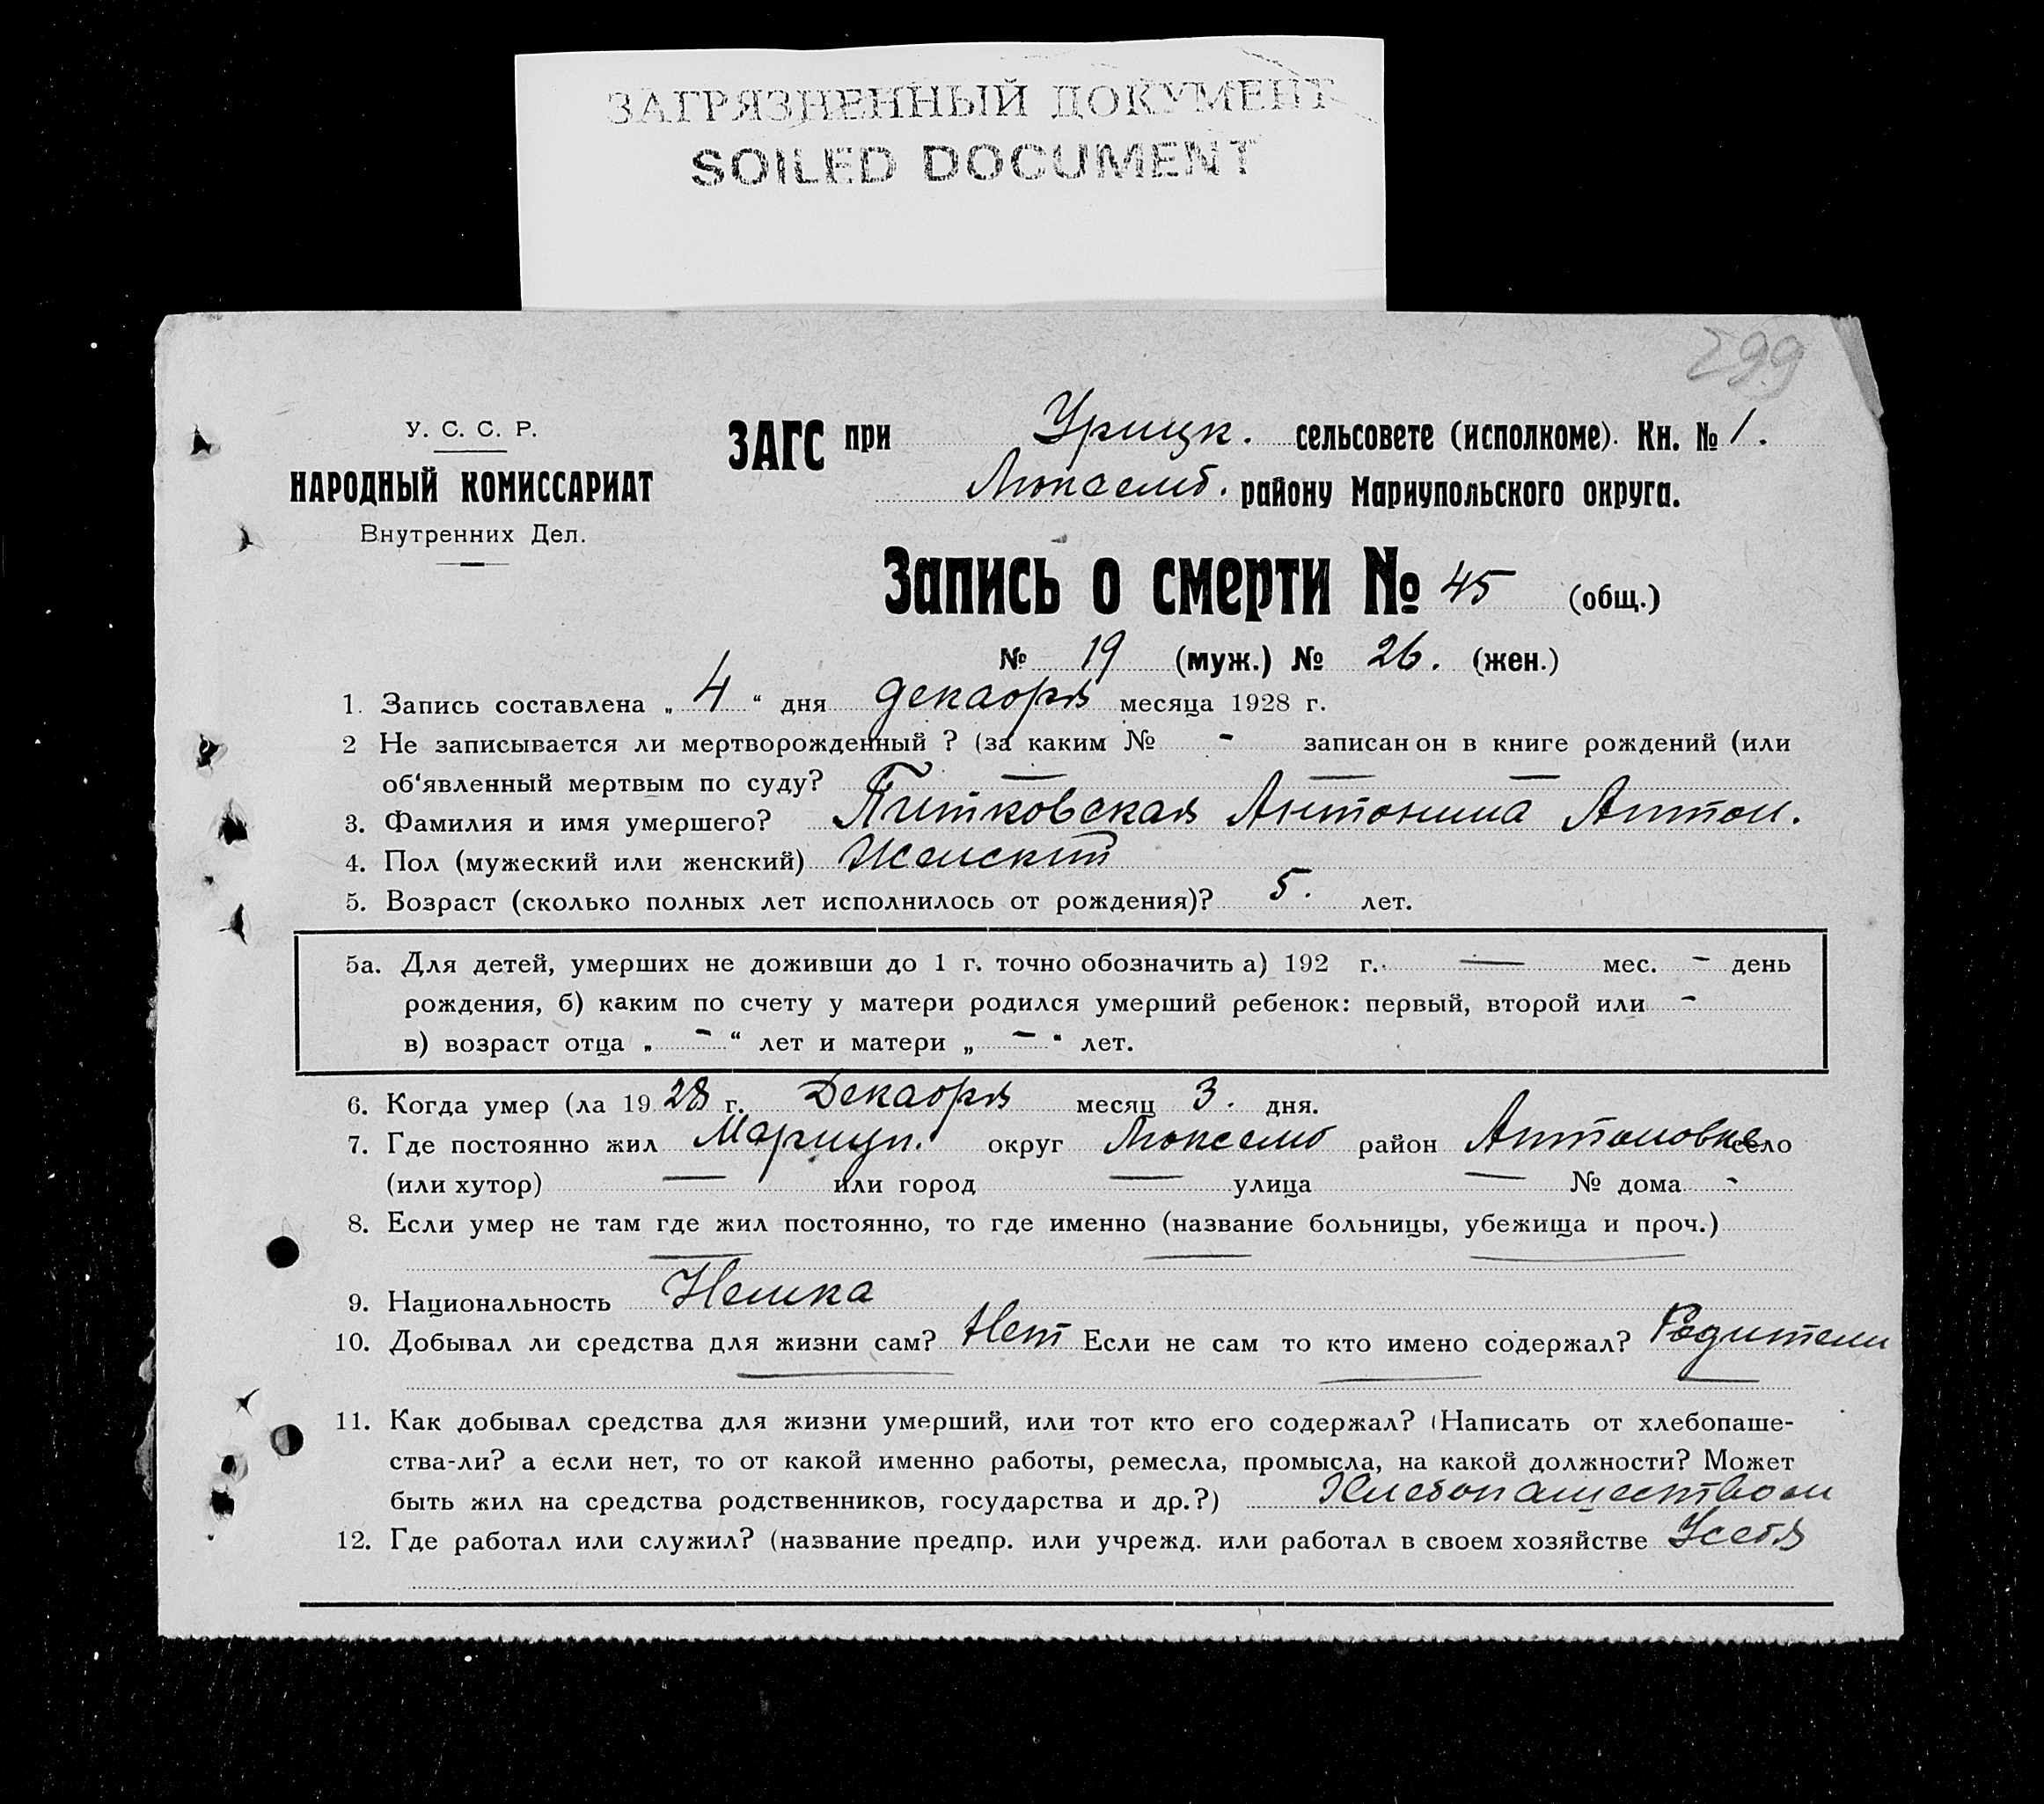 ЗАГРЯЗНЕННЫЙ ДОКУМЕНТ
SOILED DOCUMENT
299
У. С. С. Р.
НАРОДНЫЙ КОМИССАРИАТ
Внутренних Дел.
ЗАГС при Урицк. сельсовете (исполкоме). Кн. № 1.
Люксемб. району Мариупольского округа.
Запись о смерти № 45 (общ.)
№ 19 (муж.) № 26. (жен.)
1. Запись составлена „ 4 “ дня декабря месяца 1928 г.
2 Не записывается ли мертворожденный ? (за каким № - записан он в книге рождений (или
об‘явленный мертвым по суду? — — —
3. Фамилия и имя умершего? Питковская Антонина Антон.
4. Пол (мужеский или женский) Женский
5. Возраст (сколько полных лет исполнилось от рождения)? 5. лет.
5а. Для детей, умерших не доживши до 1 г. точно обозначить а) 192 г. — мес. - день
рождения, б) каким по счету у матери родился умерший ребенок: первый, второй или -
в) возраст отца „ - “ лет и матери „ - “ лет.
6. Когда умер (ла 1928 г. Декабря месяц 3. дня.
7. Где постоянно жил Мариуп. округ Люксемб район Антоновка село
(или хутор) — или город — улица — № дома -
8. Если умер не там где жил постоянно, то где именно (название больницы, убежища и проч.)
— — —
9. Национальность Немка
10. Добывал ли средства для жизни сам? Нет Если не сам то кто имено содержал? Родители
11. Как добывал средства для жизни умерший, или тот кто его содержал? (Написать от хлебопаше-
ства-ли? а если нет, то от какой именно работы, ремесла, промысла, на какой должности? Может
быть жил на средства родственников, государства и др.?) Хлебопашеством
12. Где работал или служил? (название предпр. или учрежд. или работал в своем хозяйстве У себя